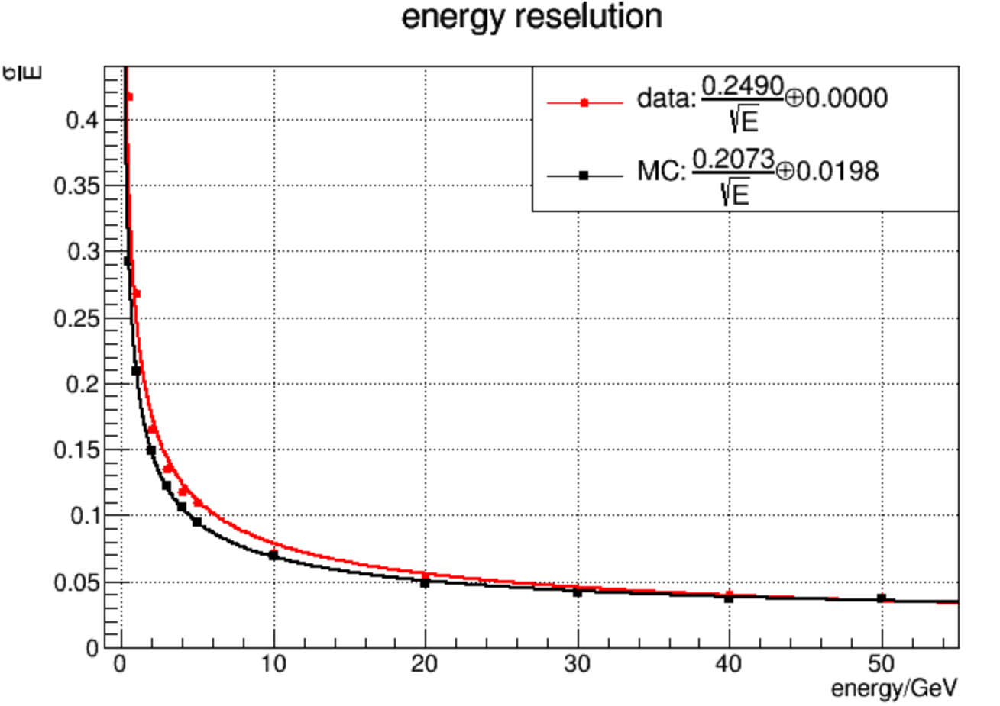 energy reselution
σ/E
data: 0.2490/√E ⊕0.0000
MC: 0.2073/√E ⊕0.0198
0.4
0.35
0.3
0.25
0.2
0.15
0.1
0.05
0
0 10 20 30 40 50
energy/GeV